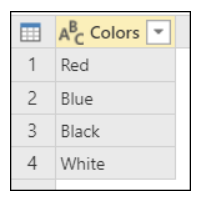 ABC Colors
1 Red
2 Blue
3 Black
4 White